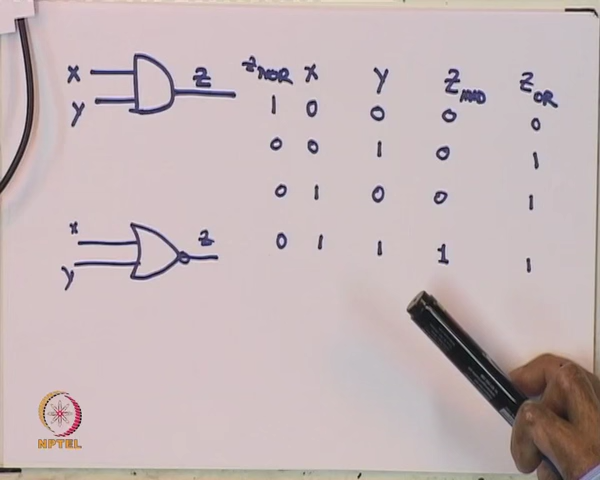 X Z
Y
Z NOR X Y Z AND Z OR
1 0 0 0 0
0 0 1 0 1
0 1 0 0 1
0 1 1 1 1
x Z
y
NPTEL